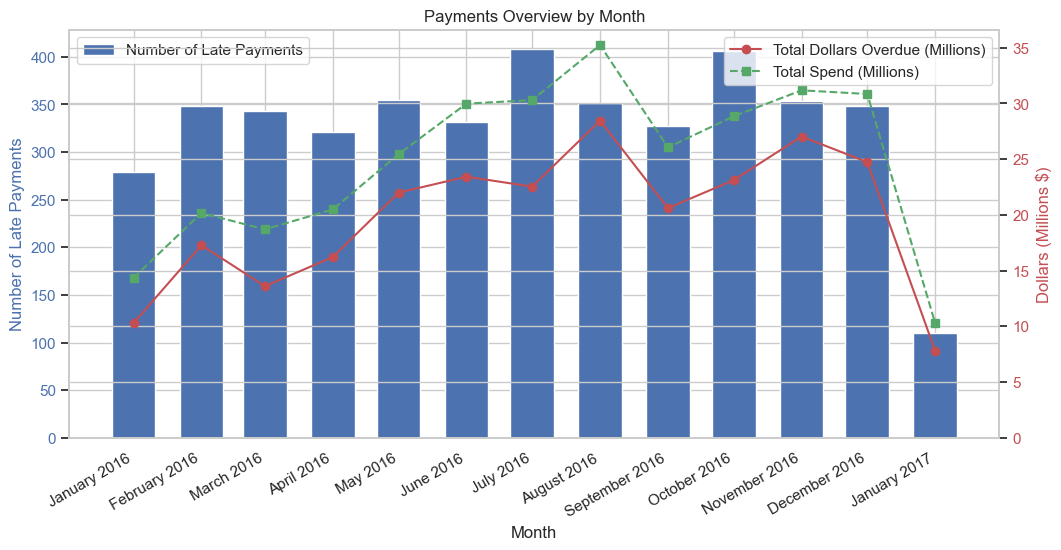 Payments Overview by Month
Number of Late Payments
Total Dollars Overdue (Millions)
Total Spend (Millions)
Number of Late Payments
400
350
300
250
200
150
100
50
0
35
30
25
20
15
10
5
0
Dollars (Millions $)
January 2016
February 2016
March 2016
April 2016
May 2016
June 2016
July 2016
August 2016
September 2016
October 2016
November 2016
December 2016
January 2017
Month